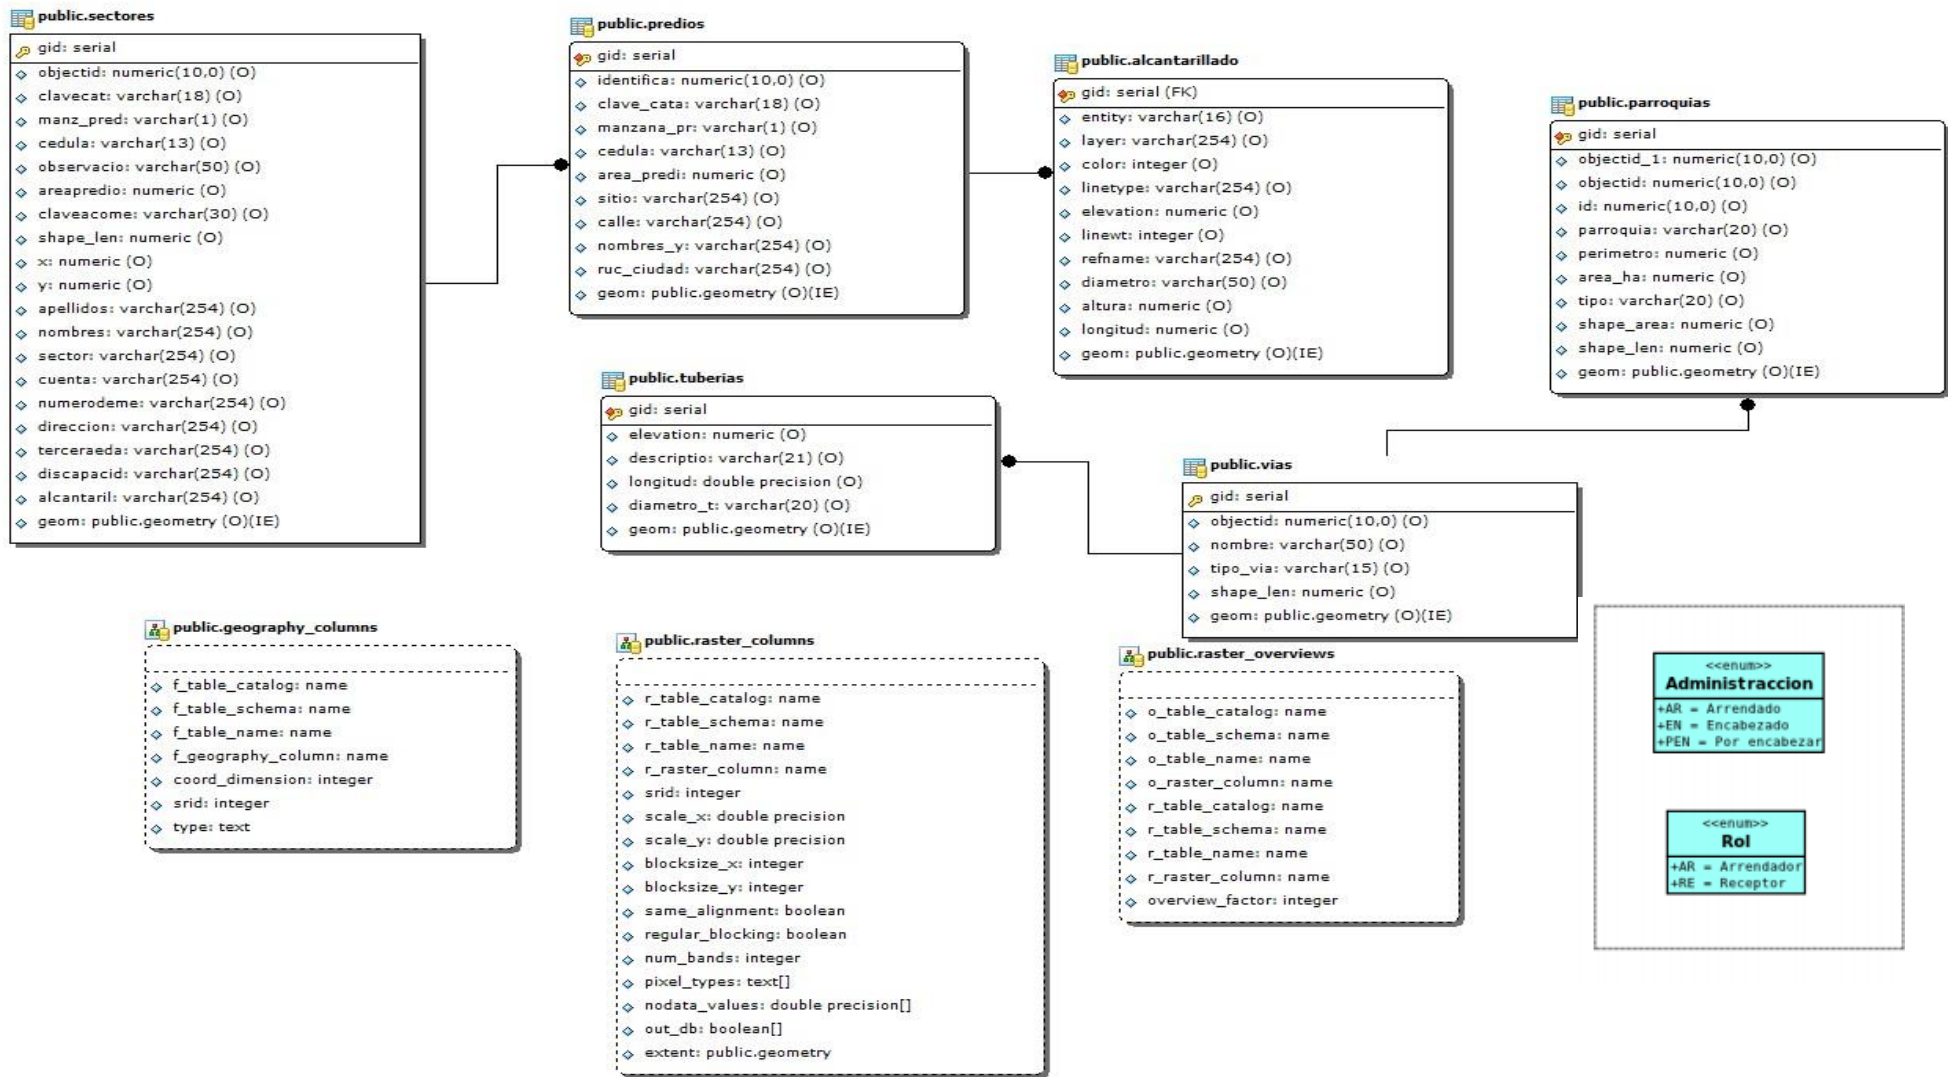 public.sectores
gid: serial
objectid: numeric(10,0) (O)
clavecat: varchar(18) (O)
manz_pred: varchar(1) (O)
cedula: varchar(13) (O)
observacio: varchar(50) (O)
areapredio: numeric (O)
claveacome: varchar(30) (O)
shape_len: numeric (O)
x: numeric (O)
y: numeric (O)
apellidos: varchar(254) (O)
nombres: varchar(254) (O)
sector: varchar(254) (O)
cuenta: varchar(254) (O)
numerodeme: varchar(254) (O)
direccion: varchar(254) (O)
terceraeda: varchar(254) (O)
discapacid: varchar(254) (O)
alcantaril: varchar(254) (O)
geom: public.geometry (O)(IE)
public.predios
gid: serial
identifica: numeric(10,0) (O)
clave_cata: varchar(18) (O)
manzana_pr: varchar(1) (O)
cedula: varchar(13) (O)
area_predi: numeric (O)
sitio: varchar(254) (O)
calle: varchar(254) (O)
nombres_y: varchar(254) (O)
ruc_ciudad: varchar(254) (O)
geom: public.geometry (O)(IE)
public.alcantarillado
gid: serial (FK)
entity: varchar(16) (O)
layer: varchar(254) (O)
color: integer (O)
linetype: varchar(254) (O)
elevation: numeric (O)
linewt: integer (O)
refname: varchar(254) (O)
diametro: varchar(50) (O)
altura: numeric (O)
longitud: numeric (O)
geom: public.geometry (O)(IE)
public.parroquias
gid: serial
objectid_1: numeric(10,0) (O)
objectid: numeric(10,0) (O)
id: numeric(10,0) (O)
parroquia: varchar(20) (O)
perimetro: numeric (O)
area_ha: numeric (O)
tipo: varchar(20) (O)
shape_area: numeric (O)
shape_len: numeric (O)
geom: public.geometry (O)(IE)
public.tuberias
gid: serial
elevation: numeric (O)
descriptio: varchar(21) (O)
longitud: double precision (O)
diametro_t: varchar(20) (O)
geom: public.geometry (O)(IE)
public.vias
gid: serial
objectid: numeric(10,0) (O)
nombre: varchar(50) (O)
tipo_via: varchar(15) (O)
shape_len: numeric (O)
geom: public.geometry (O)(IE)
public.geography_columns
f_table_catalog: name
f_table_schema: name
f_table_name: name
f_geography_column: name
coord_dimension: integer
srid: integer
type: text
public.raster_columns
r_table_catalog: name
r_table_schema: name
r_table_name: name
r_raster_column: name
srid: integer
scale_x: double precision
scale_y: double precision
blocksize_x: integer
blocksize_y: integer
same_alignment: boolean
regular_blocking: boolean
num_bands: integer
pixel_types: text[]
nodata_values: double precision[]
out_db: boolean[]
extent: public.geometry
public.raster_overviews
o_table_catalog: name
o_table_schema: name
o_table_name: name
o_raster_column: name
r_table_catalog: name
r_table_schema: name
r_table_name: name
r_raster_column: name
overview_factor: integer
<<enum>>
Administraccion
+AR = Arrendado
+EN = Encabezado
+PEN = Por encabezar
<<enum>>
Rol
+AR = Arrendador
+RE = Receptor